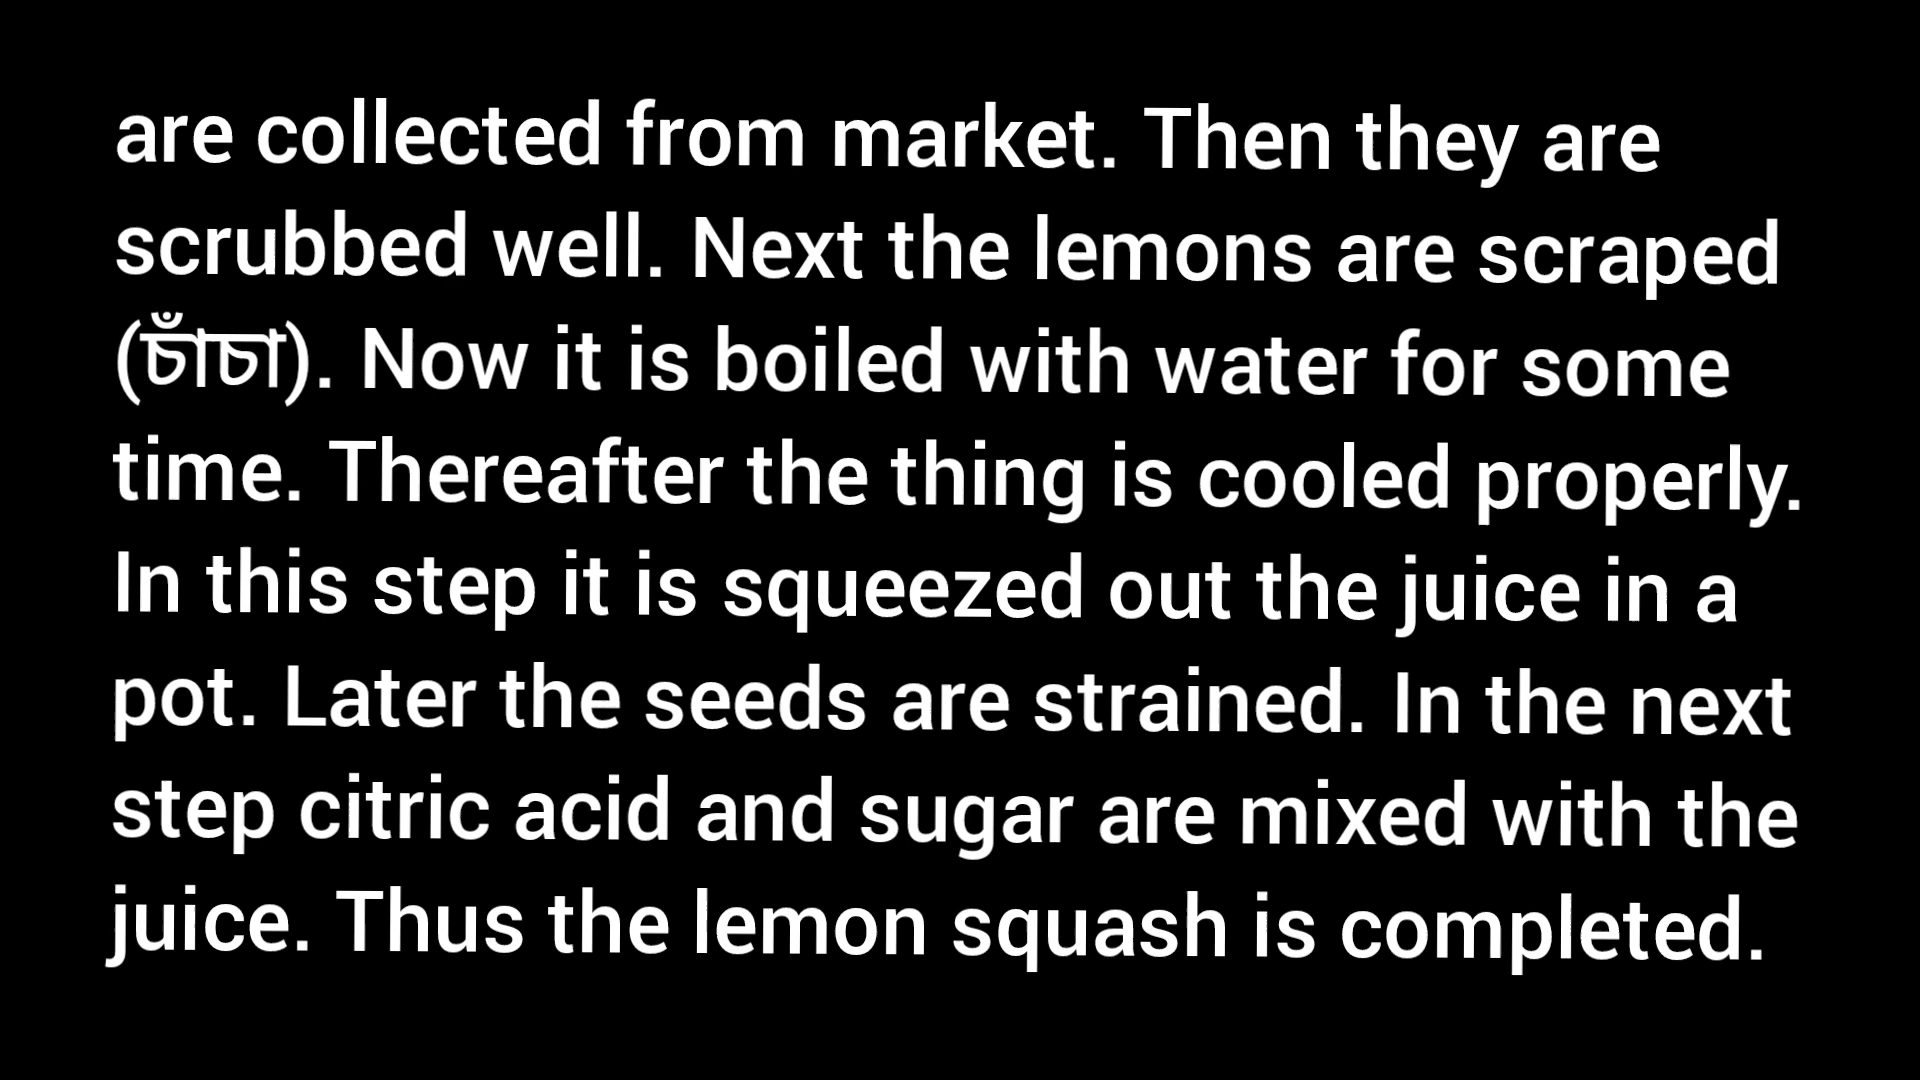 are collected from market. Then they are
scrubbed well. Next the lemons are scraped
(চাঁচা). Now it is boiled with water for some
time. Thereafter the thing is cooled properly.
In this step it is squeezed out the juice in a
pot. Later the seeds are strained. In the next
step citric acid and sugar are mixed with the
juice. Thus the lemon squash is completed.